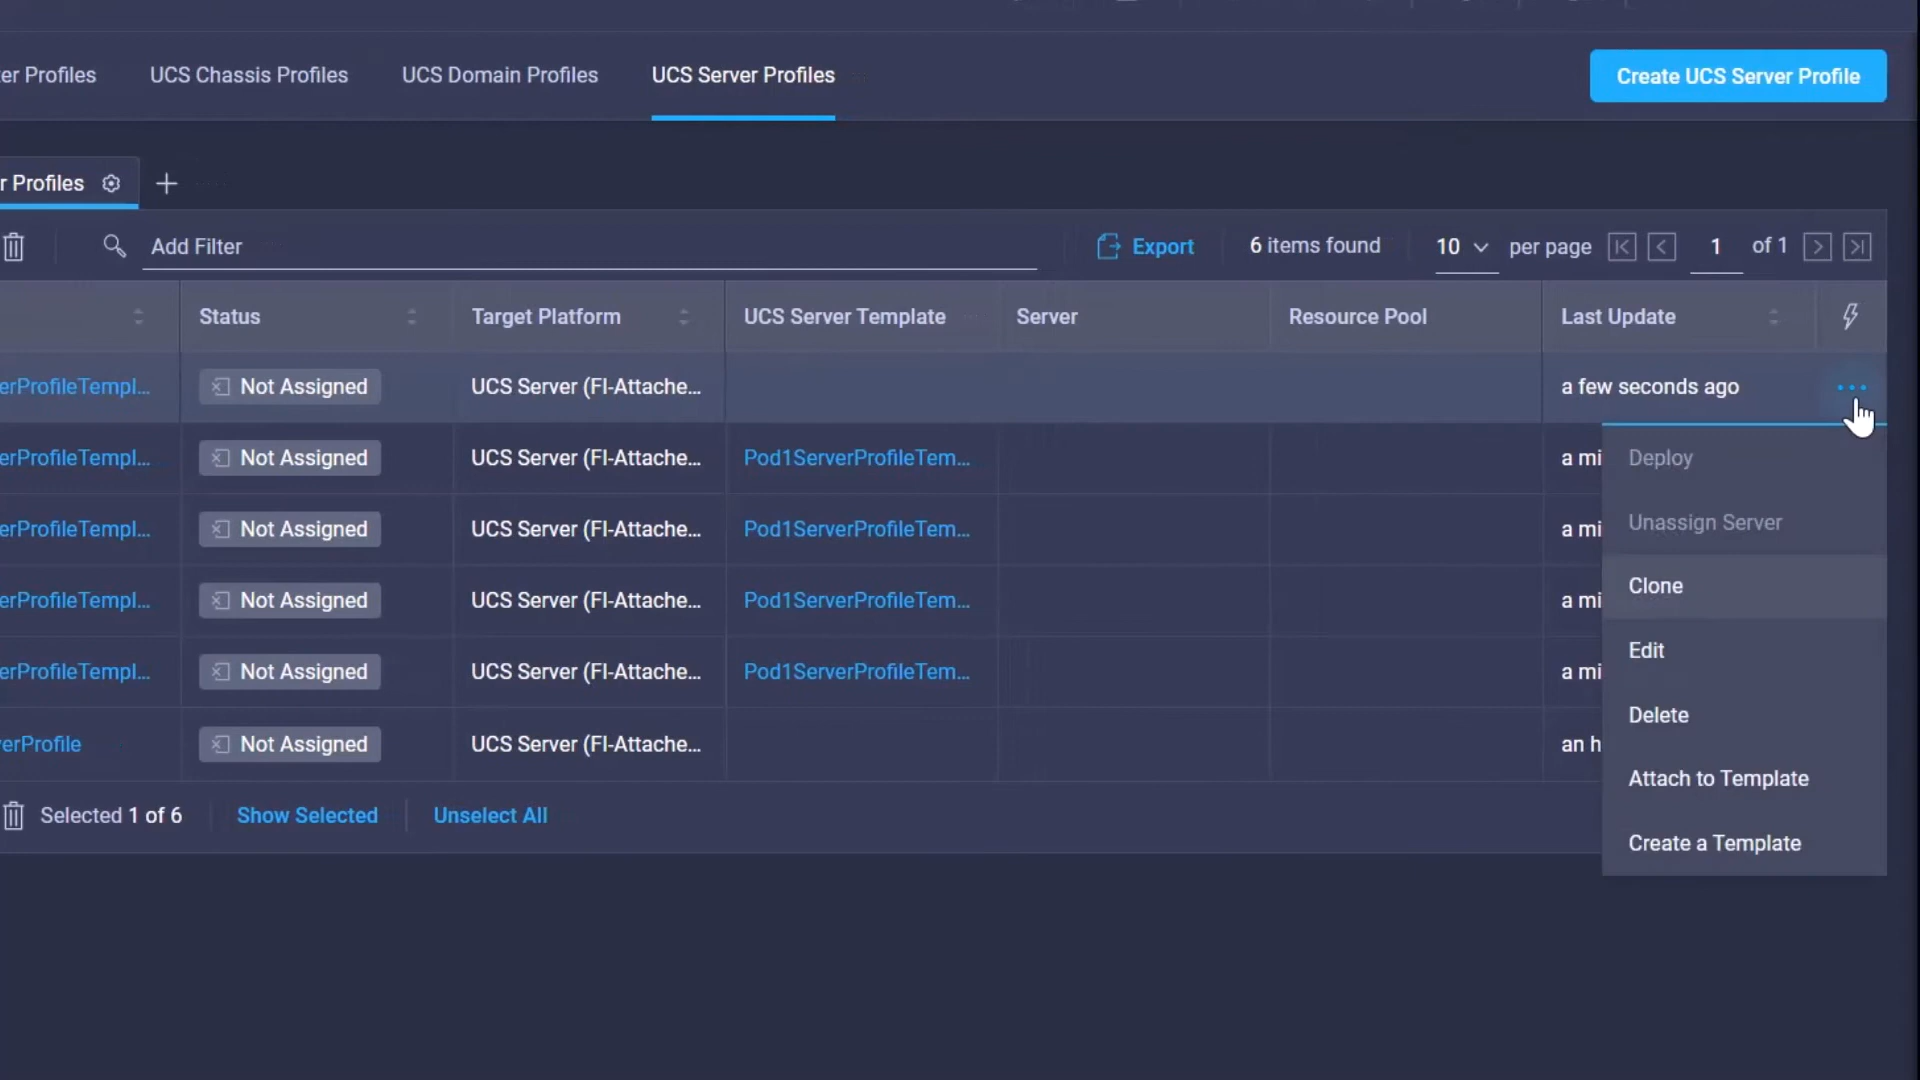 er Profiles UCS Chassis Profiles UCS Domain Profiles UCS Server Profiles Create UCS Server Profile
r Profiles
Add Filter Export 6 items found 10 per page 1 of 1
Status Target Platform UCS Server Template Server Resource Pool Last Update
erProfileTempl... Not Assigned UCS Server (FI-Attache... a few seconds ago
erProfileTempl... Not Assigned UCS Server (FI-Attache... Pod1ServerProfileTem... a mi
erProfileTempl... Not Assigned UCS Server (FI-Attache... Pod1ServerProfileTem... a mi
erProfileTempl... Not Assigned UCS Server (FI-Attache... Pod1ServerProfileTem... a mi
erProfileTempl... Not Assigned UCS Server (FI-Attache... Pod1ServerProfileTem... a mi
erProfile Not Assigned UCS Server (FI-Attache... an h
Deploy
Unassign Server
Clone
Edit
Delete
Attach to Template
Create a Template
Selected 1 of 6 Show Selected Unselect All